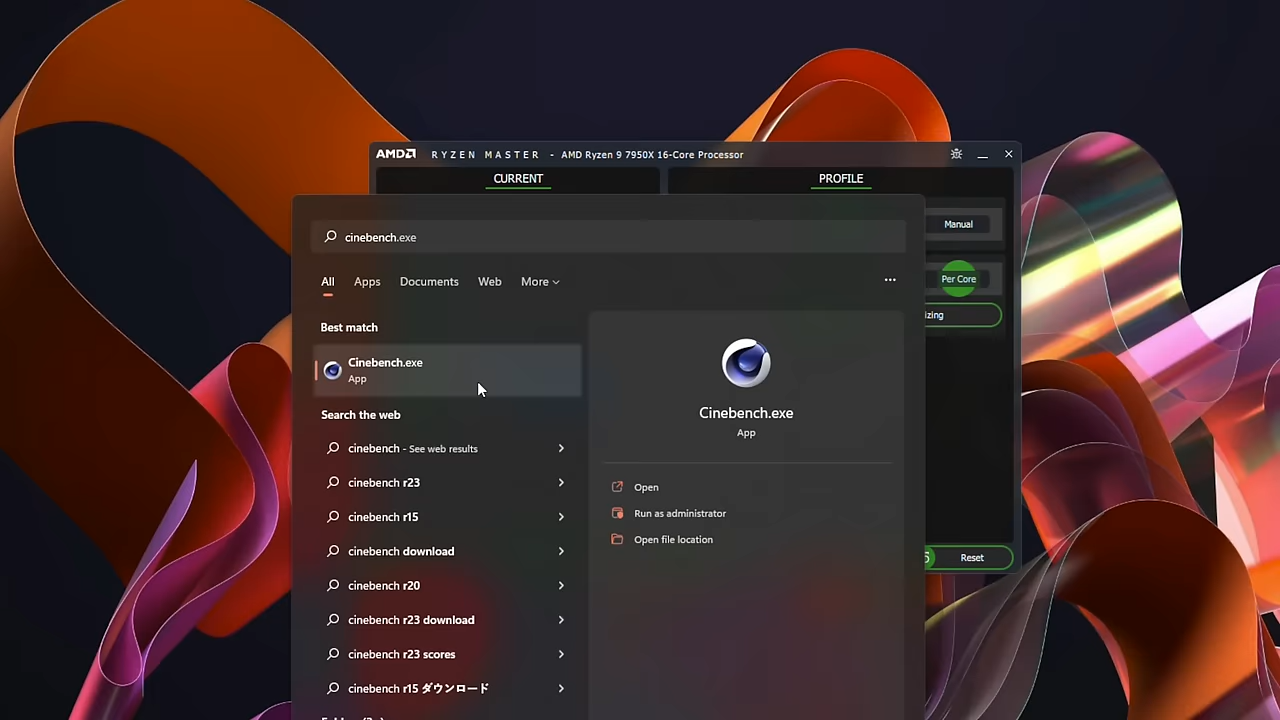 AMD RYZEN MASTER - AMD Ryzen 9 7950X 16-Core Processor
CURRENT
PROFILE
Manual
Per Core
izing
Reset
cinebench.exe
All Apps Documents Web More
Best match
Cinebench.exe
App
Search the web
cinebench - See web results
cinebench r23
cinebench r15
cinebench download
cinebench r20
cinebench r23 download
cinebench r23 scores
cinebench r15 ダウンロード
Cinebench.exe
App
Open
Run as administrator
Open file location